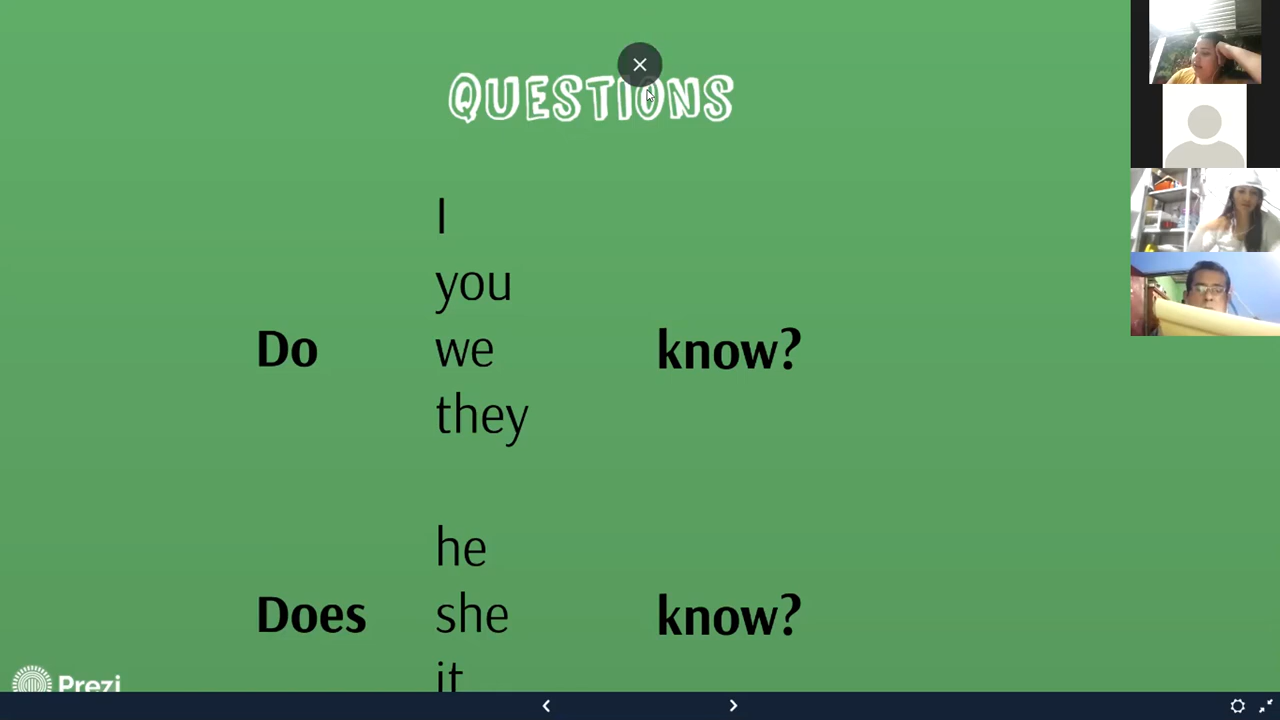 QUESTIONS
I
you
Do we know?
they
he
Does she know?
it
Prezi